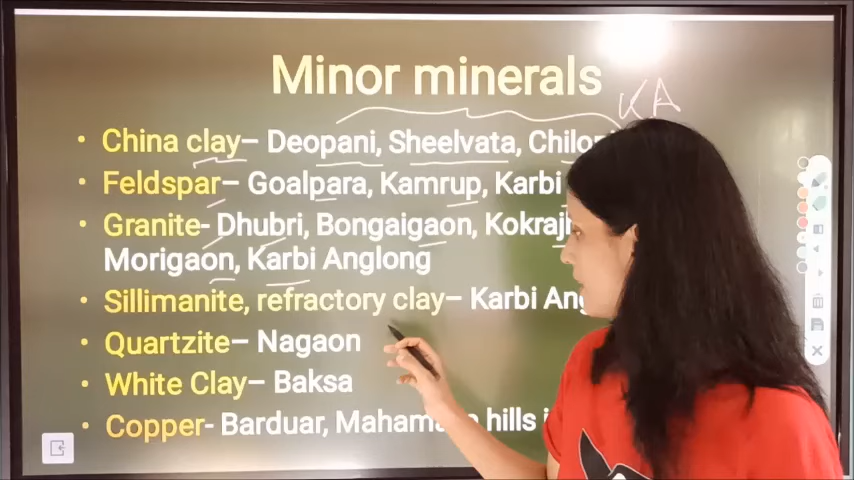 Minor minerals
KA
• China clay– Deopani, Sheelvata,
• Feldspar– Goalpara, Kamrup, Karbi
• Granite- Dhubri, Bongaigaon,
Morigaon, Karbi Anglong
• Sillimanite, refractory clay– Karbi
• Quartzite– Nagaon
• White Clay– Baksa
• Copper- Barduar, hills